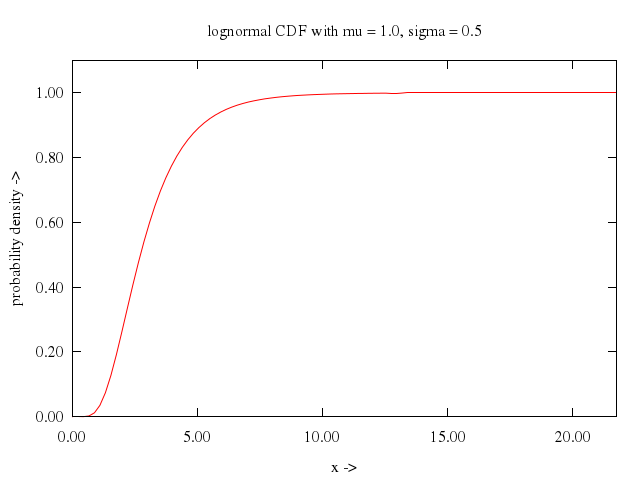 lognormal CDF with mu = 1.0, sigma = 0.5
1.00
0.80
0.60
0.40
0.20
0.00
probability density ->
0.00 5.00 10.00 15.00 20.00
x ->